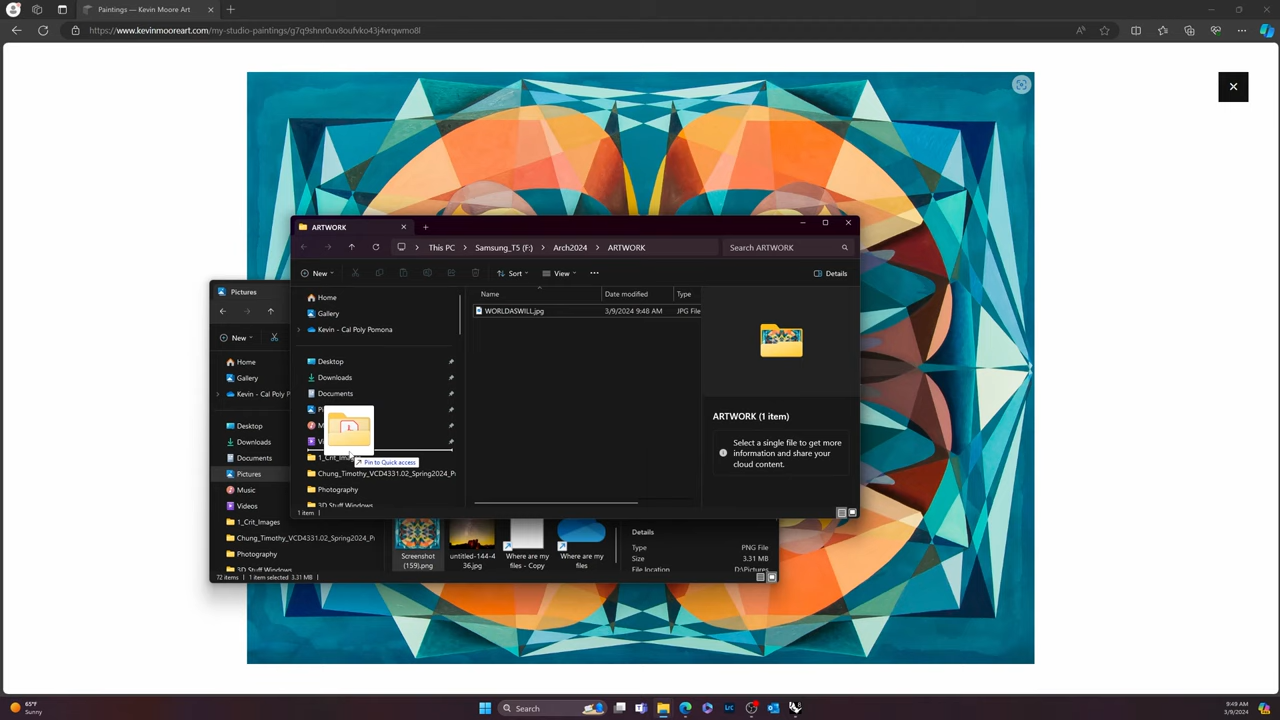 Paintings — Kevin Moore Art
https://www.kevinmooreart.com/my-studio-paintings/g7q9shnr0uv8oufvko43j4vrqwmo8l
ARTWORK
This PC > Samsung_T5 (F:) > Arch2024 > ARTWORK
Search ARTWORK
New
Sort
View
Details
Name
Date modified
Type
Home
Gallery
Kevin - Cal Poly Pomona
Desktop
Downloads
Documents
1_Crit_Images
Chung_Timothy_VCD4331.02_Spring2024_P
Photography
3D Stuff Windows
Pin to Quick access
WORLDASWILL.jpg
3/9/2024 9:48 AM
JPG File
ARTWORK (1 item)
Select a single file to get more
information and share your
cloud content.
1 item
Pictures
New
Home
Gallery
Kevin - Cal Poly P
Desktop
Downloads
Documents
Pictures
Music
Videos
1_Crit_Images
Chung_Timothy_VCD4331.02_Spring2024_P
Photography
3D Stuff Windows
Screenshot
(159).png
untitled-144-4
36.jpg
Where are my
files - Copy
Where are my
files
Details
Type
PNG File
Size
3.31 MB
File location
D:\Pictures
72 items
1 item selected 3.31 MB
65°F
Sunny
Search
9:49 AM
3/9/2024